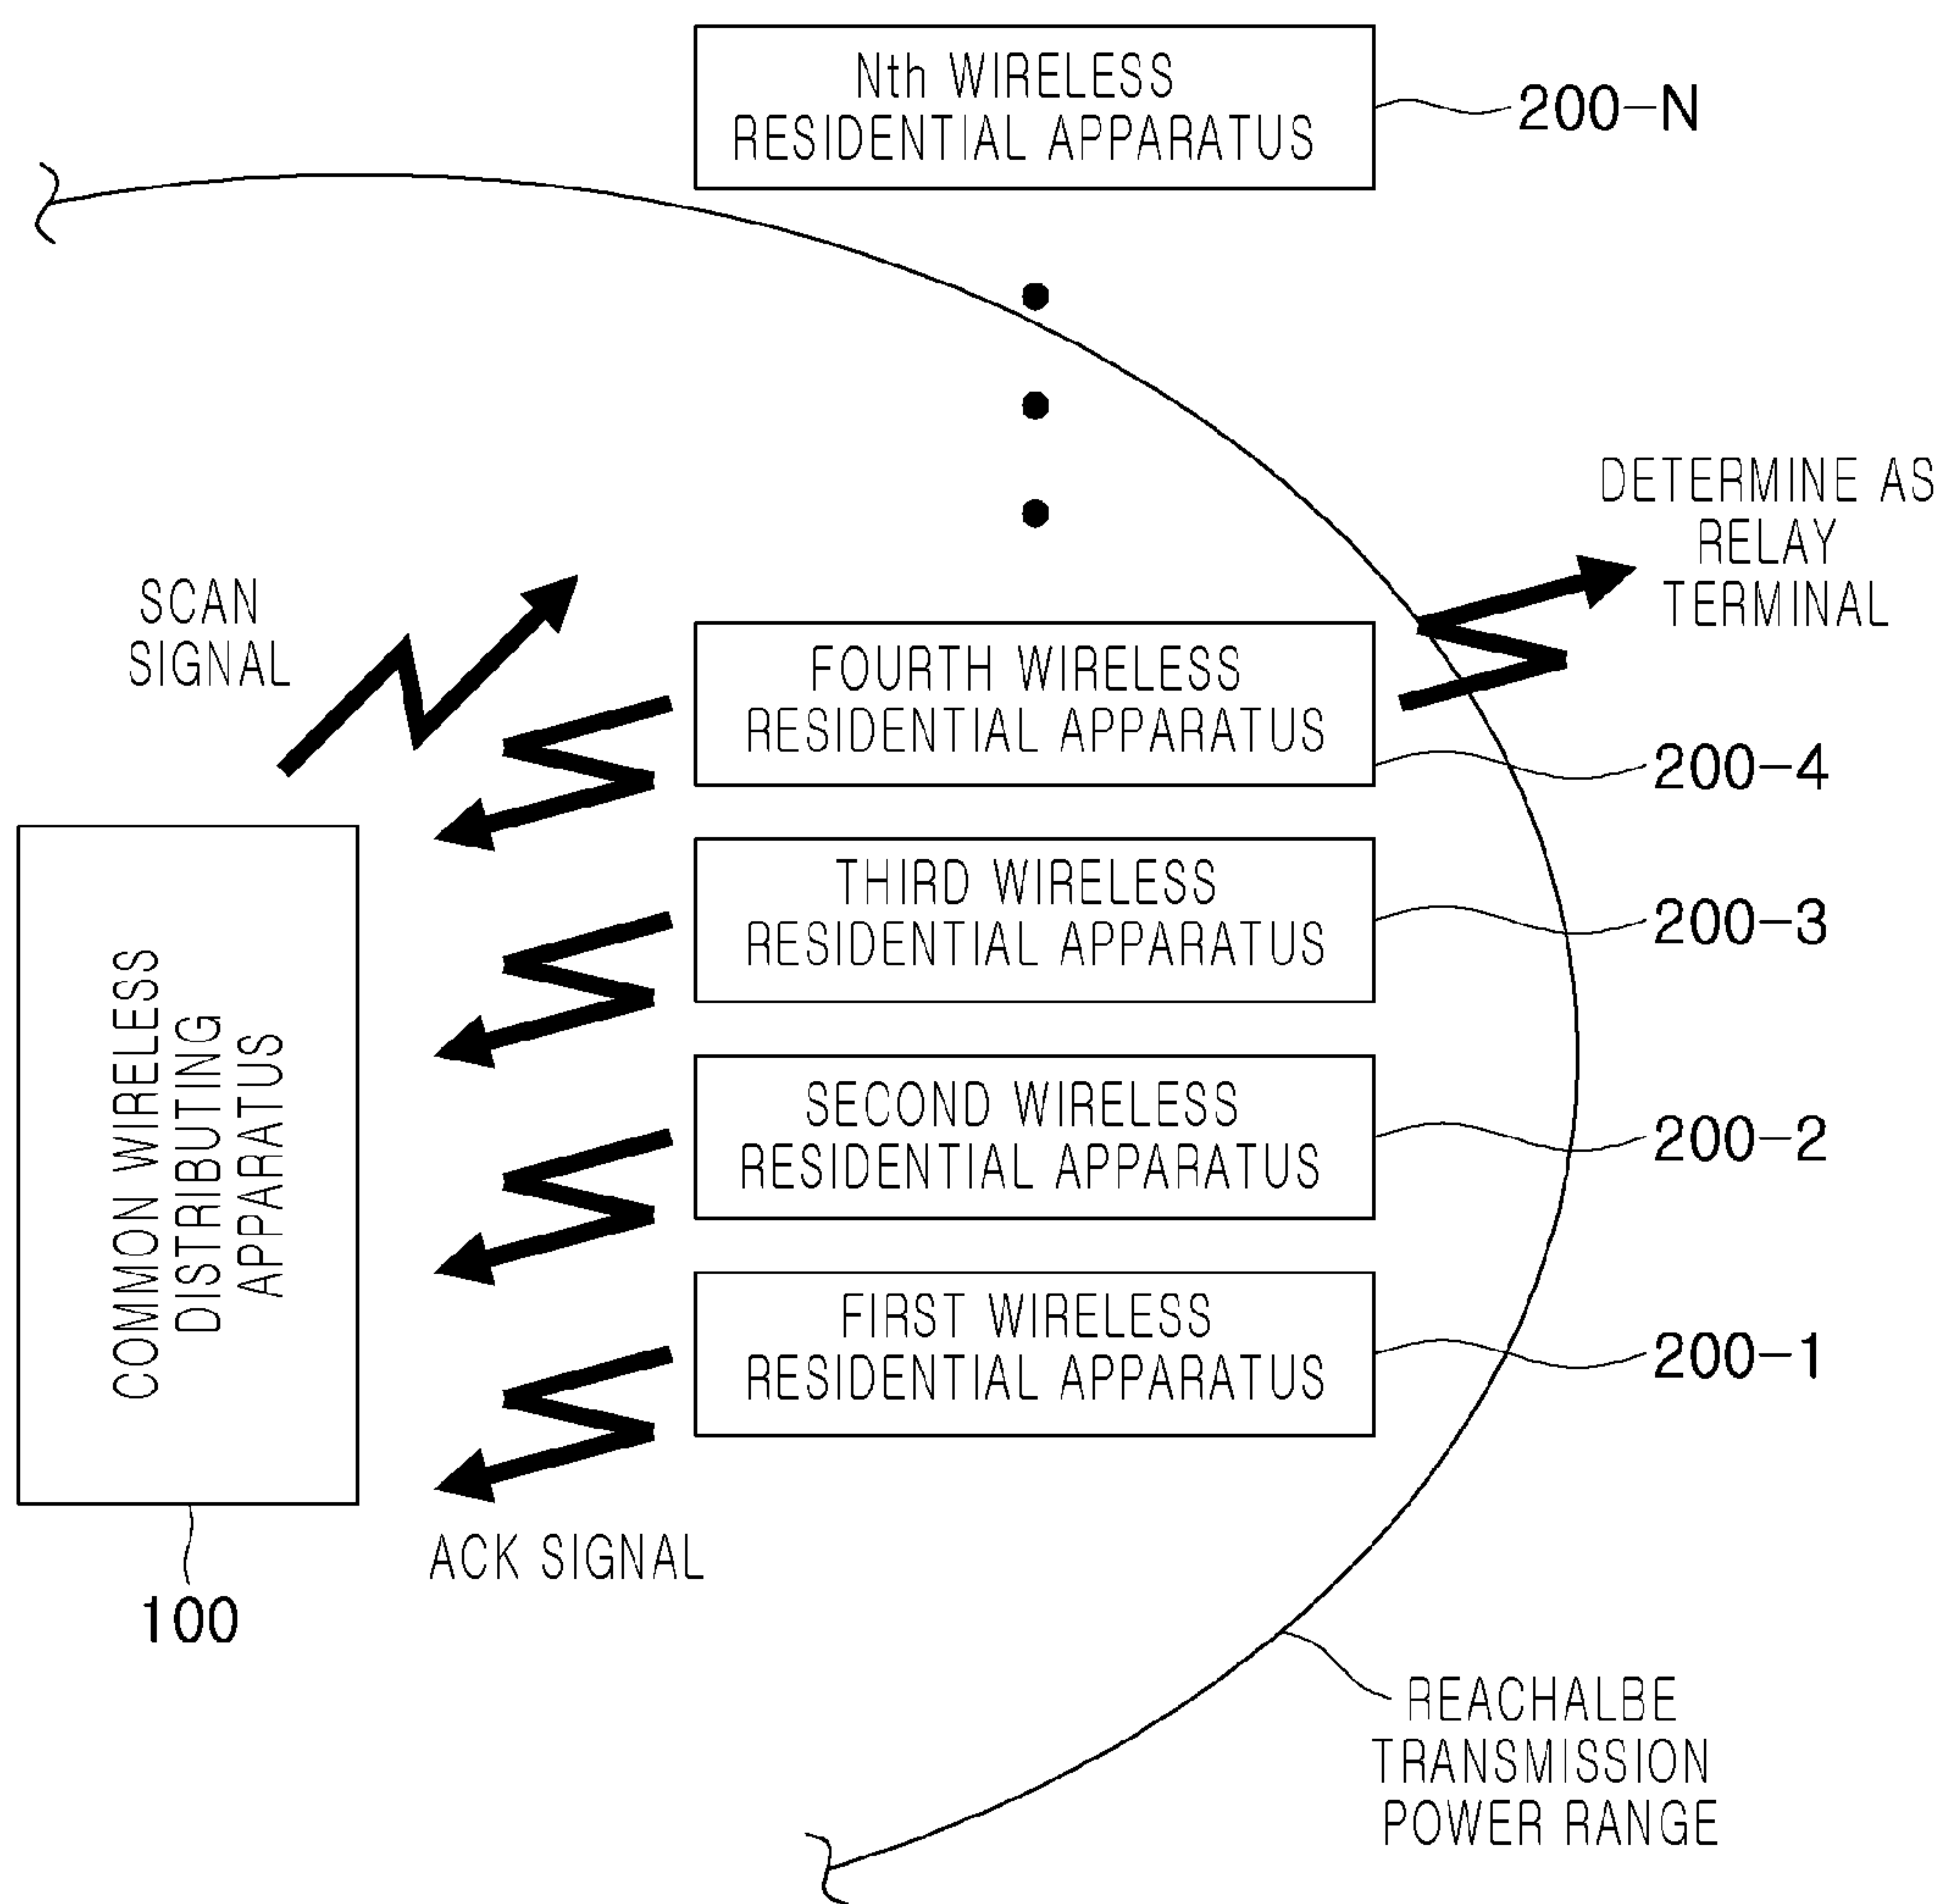 Nth WIRELESS
RESIDENTIAL APPARATUS
200-N
DETERMINE AS
RELAY
TERMINAL
SCAN
SIGNAL
FOURTH WIRELESS
RESIDENTIAL APPARATUS
200-4
THIRD WIRELESS
RESIDENTIAL APPARATUS
200-3
COMMON WIRELESS
DISTRIBUTING
APPARATUS
SECOND WIRELESS
RESIDENTIAL APPARATUS
200-2
FIRST WIRELESS
RESIDENTIAL APPARATUS
200-1
ACK SIGNAL
100
REACHALBE
TRANSMISSION
POWER RANGE